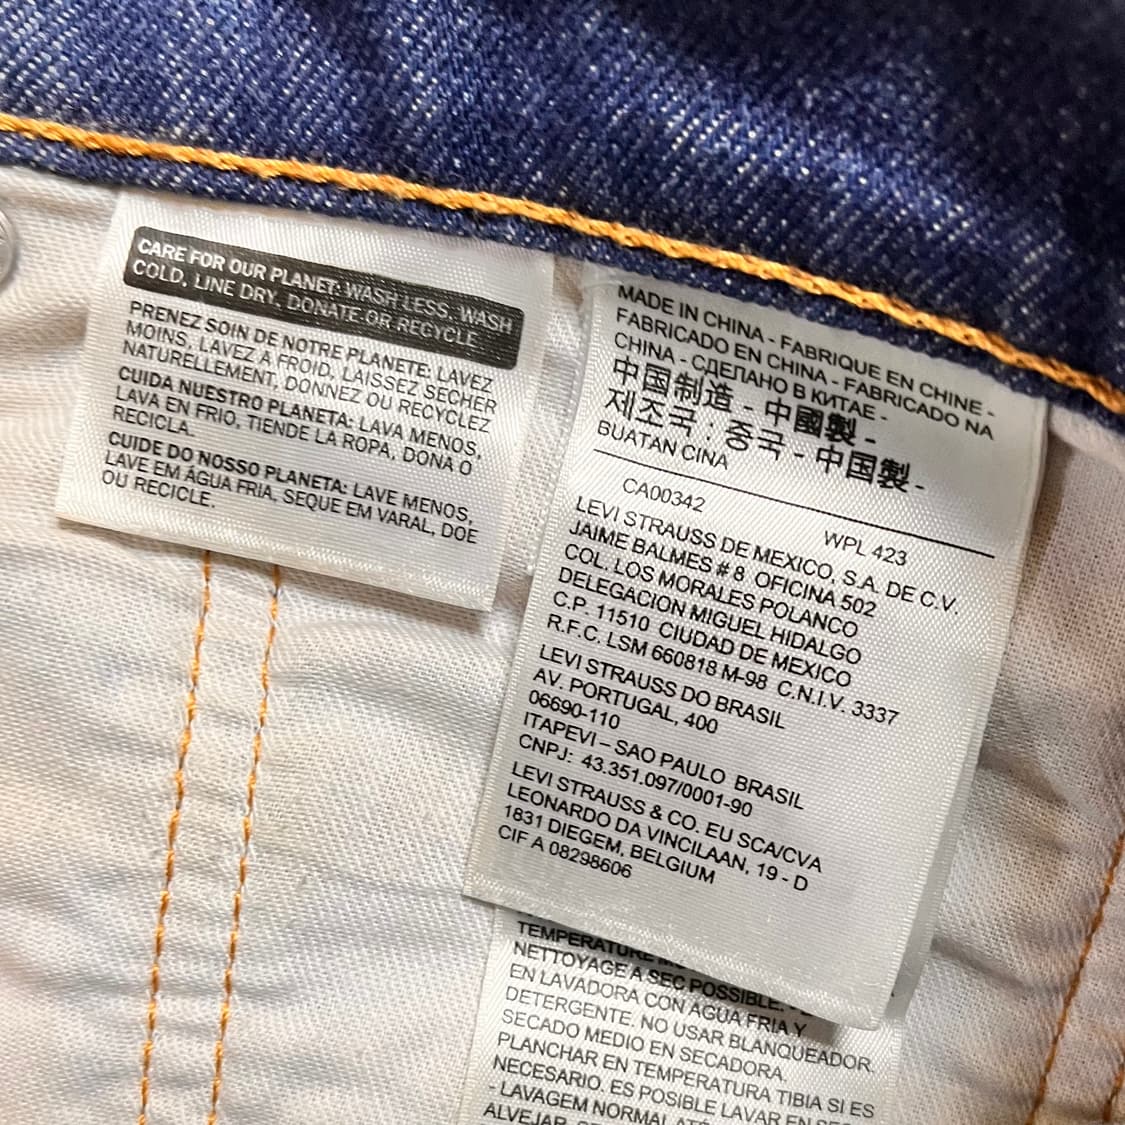 CARE FOR OUR PLANET: WASH LESS, WASH
COLD, LINE DRY, DONATE OR RECYCLE
PRENEZ SOIN DE NOTRE PLANETE: LAVEZ
MOINS, LAVEZ A FROID, LAISSEZ SECHER
NATURELLEMENT, DONNEZ OU RECYCLEZ
CUIDA NUESTRO PLANETA: LAVA MENOS,
LAVA EN FRIO, TIENDE LA ROPA, DONA O
RECICLA.
CUIDE DO NOSSO PLANETA: LAVE MENOS,
LAVE EM ÁGUA FRIA, SEQUE EM VARAL, DOE
OU RECICLE.
MADE IN CHINA - FABRIQUE EN CHINE -
FABRICADO EN CHINA - FABRICADO NA
CHINA - СДЕЛАНО В КИТАЕ -
中国制造 - 中國製 -
제조국 : 중국 - 中国製 -
BUATAN CINA
CA00342 WPL 423
LEVI STRAUSS DE MEXICO, S.A. DE C.V.
JAIME BALMES # 8 OFICINA 502
COL. LOS MORALES POLANCO
DELEGACION MIGUEL HIDALGO
C.P. 11510 CIUDAD DE MEXICO
R.F.C. LSM 660818 M-98 C.N.I.V. 3337
LEVI STRAUSS DO BRASIL
AV. PORTUGAL, 400
06690-110
ITAPEVI – SAO PAULO BRASIL
CNPJ: 43.351.097/0001-90
LEVI STRAUSS & CO. EU SCA/CVA
LEONARDO DA VINCILAAN, 19 - D
1831 DIEGEM, BELGIUM
CIF A 08298606
TEMPERATURE
NETTOYAGE A SEC POSSIBLE.
EN LAVADORA CON AGUA FRIA Y
DETERGENTE. NO USAR BLANQUEADOR.
SECADO MEDIO EN SECADORA.
PLANCHAR EN TEMPERATURA TIBIA SI ES
NECESARIO. ES POSIBLE LAVAR EN
- LAVAGEM NORMAL ATÉ
ALVEJAR.